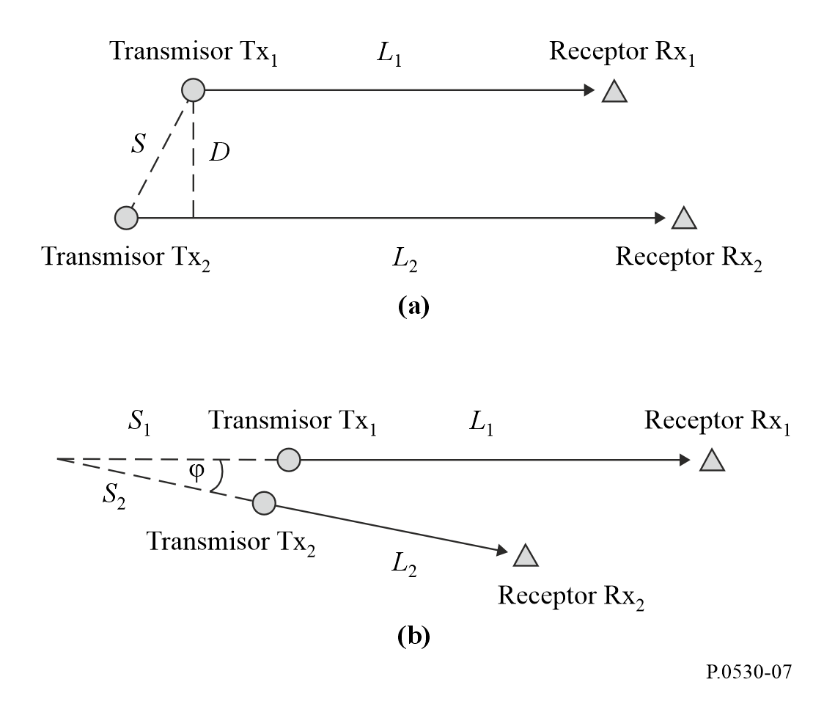 Transmisor Tx₁ L₁ Receptor Rx₁
S D
Transmisor Tx₂ L₂ Receptor Rx₂
(a)
S₁ Transmisor Tx₁ L₁ Receptor Rx₁
φ
S₂
Transmisor Tx₂
L₂
Receptor Rx₂
(b)
P.0530-07